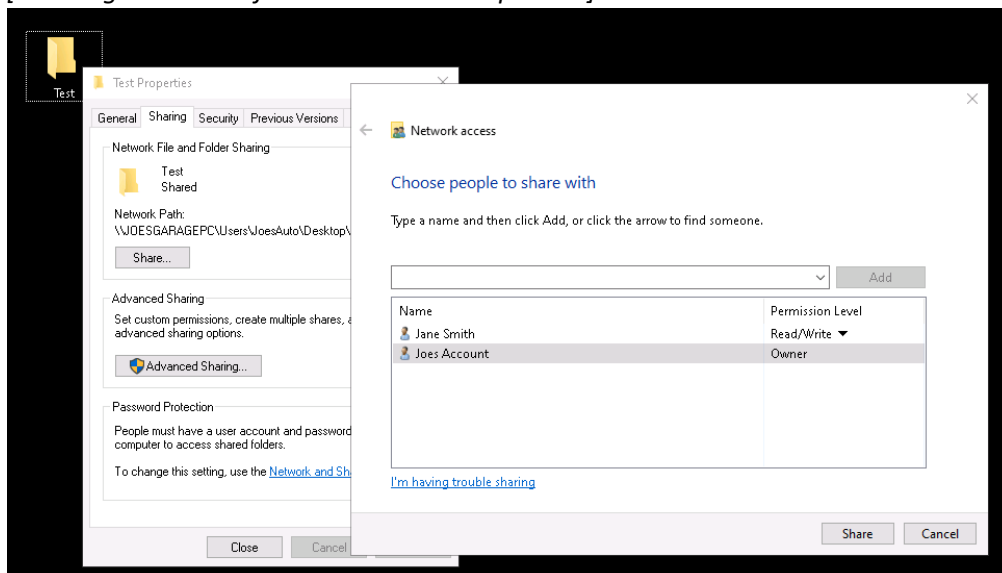 Test
Test Properties
General Sharing Security Previous Versions
Network File and Folder Sharing
Test
Shared
Network Path:
\\JOESGARAGEPC\Users\JoesAuto\Desktop\
Share...
Advanced Sharing
Set custom permissions, create multiple shares, a
advanced sharing options.
Advanced Sharing...
Password Protection
People must have a user account and password
computer to access shared folders.
To change this setting, use the Network and Sha
Close Cancel
Network access
Choose people to share with
Type a name and then click Add, or click the arrow to find someone.
Add
Name Permission Level
Jane Smith Read/Write
Joes Account Owner
I'm having trouble sharing
Share Cancel